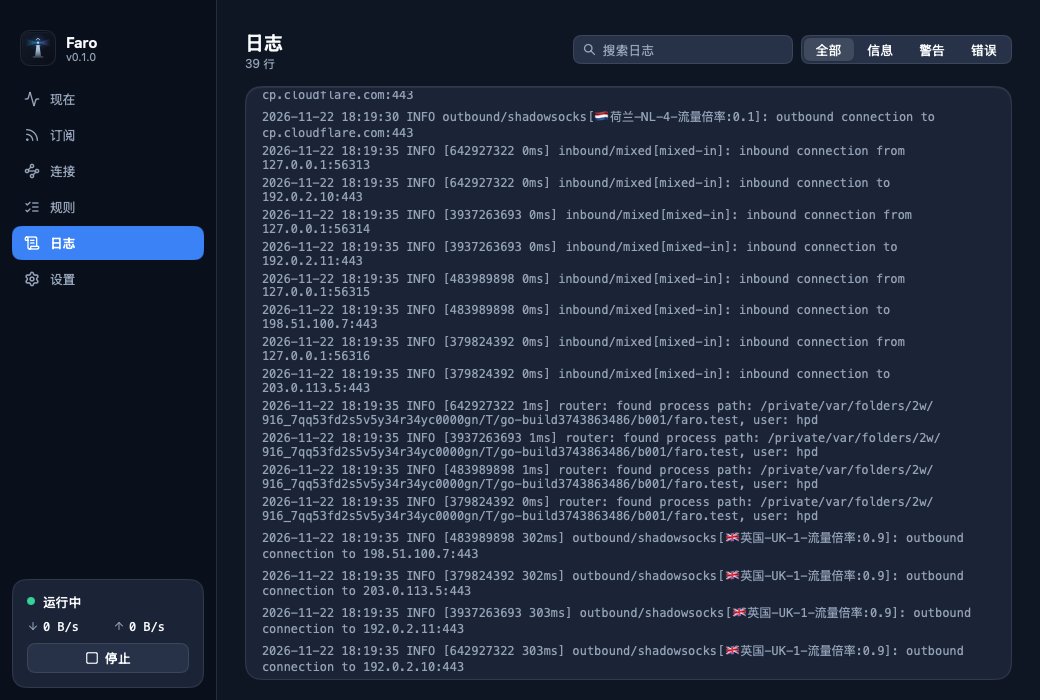 Faro
v0.1.0
现在
订阅
连接
规则
日志
设置
运行中
↓ 0 B/s
↑ 0 B/s
停止
日志
39 行
搜索日志
全部
信息
警告
错误
cp.cloudflare.com:443
2026-11-22 18:19:30 INFO outbound/shadowsocks[🇳🇱荷兰-NL-4-流量倍率:0.1]: outbound connection to
cp.cloudflare.com:443
2026-11-22 18:19:35 INFO [642927322 0ms] inbound/mixed[mixed-in]: inbound connection from
127.0.0.1:56313
2026-11-22 18:19:35 INFO [642927322 0ms] inbound/mixed[mixed-in]: inbound connection to
192.0.2.10:443
2026-11-22 18:19:35 INFO [3937263693 0ms] inbound/mixed[mixed-in]: inbound connection from
127.0.0.1:56314
2026-11-22 18:19:35 INFO [3937263693 0ms] inbound/mixed[mixed-in]: inbound connection to
192.0.2.11:443
2026-11-22 18:19:35 INFO [483989898 0ms] inbound/mixed[mixed-in]: inbound connection from
127.0.0.1:56315
2026-11-22 18:19:35 INFO [483989898 0ms] inbound/mixed[mixed-in]: inbound connection to
198.51.100.7:443
2026-11-22 18:19:35 INFO [379824392 0ms] inbound/mixed[mixed-in]: inbound connection from
127.0.0.1:56316
2026-11-22 18:19:35 INFO [379824392 0ms] inbound/mixed[mixed-in]: inbound connection to
203.0.113.5:443
2026-11-22 18:19:35 INFO [642927322 1ms] router: found process path: /private/var/folders/2w/
916_7qq53fd2s5v5y34r34yc0000gn/T/go-build3743863486/b001/faro.test, user: hpd
2026-11-22 18:19:35 INFO [3937263693 1ms] router: found process path: /private/var/folders/2w/
916_7qq53fd2s5v5y34r34yc0000gn/T/go-build3743863486/b001/faro.test, user: hpd
2026-11-22 18:19:35 INFO [483989898 1ms] router: found process path: /private/var/folders/2w/
916_7qq53fd2s5v5y34r34yc0000gn/T/go-build3743863486/b001/faro.test, user: hpd
2026-11-22 18:19:35 INFO [379824392 0ms] router: found process path: /private/var/folders/2w/
916_7qq53fd2s5v5y34r34yc0000gn/T/go-build3743863486/b001/faro.test, user: hpd
2026-11-22 18:19:35 INFO [483989898 302ms] outbound/shadowsocks[🇬🇧英国-UK-1-流量倍率:0.9]: outbound
connection to 198.51.100.7:443
2026-11-22 18:19:35 INFO [379824392 302ms] outbound/shadowsocks[🇬🇧英国-UK-1-流量倍率:0.9]: outbound
connection to 203.0.113.5:443
2026-11-22 18:19:35 INFO [3937263693 303ms] outbound/shadowsocks[🇬🇧英国-UK-1-流量倍率:0.9]: outbound
connection to 192.0.2.11:443
2026-11-22 18:19:35 INFO [642927322 303ms] outbound/shadowsocks[🇬🇧英国-UK-1-流量倍率:0.9]: outbound
connection to 192.0.2.10:443